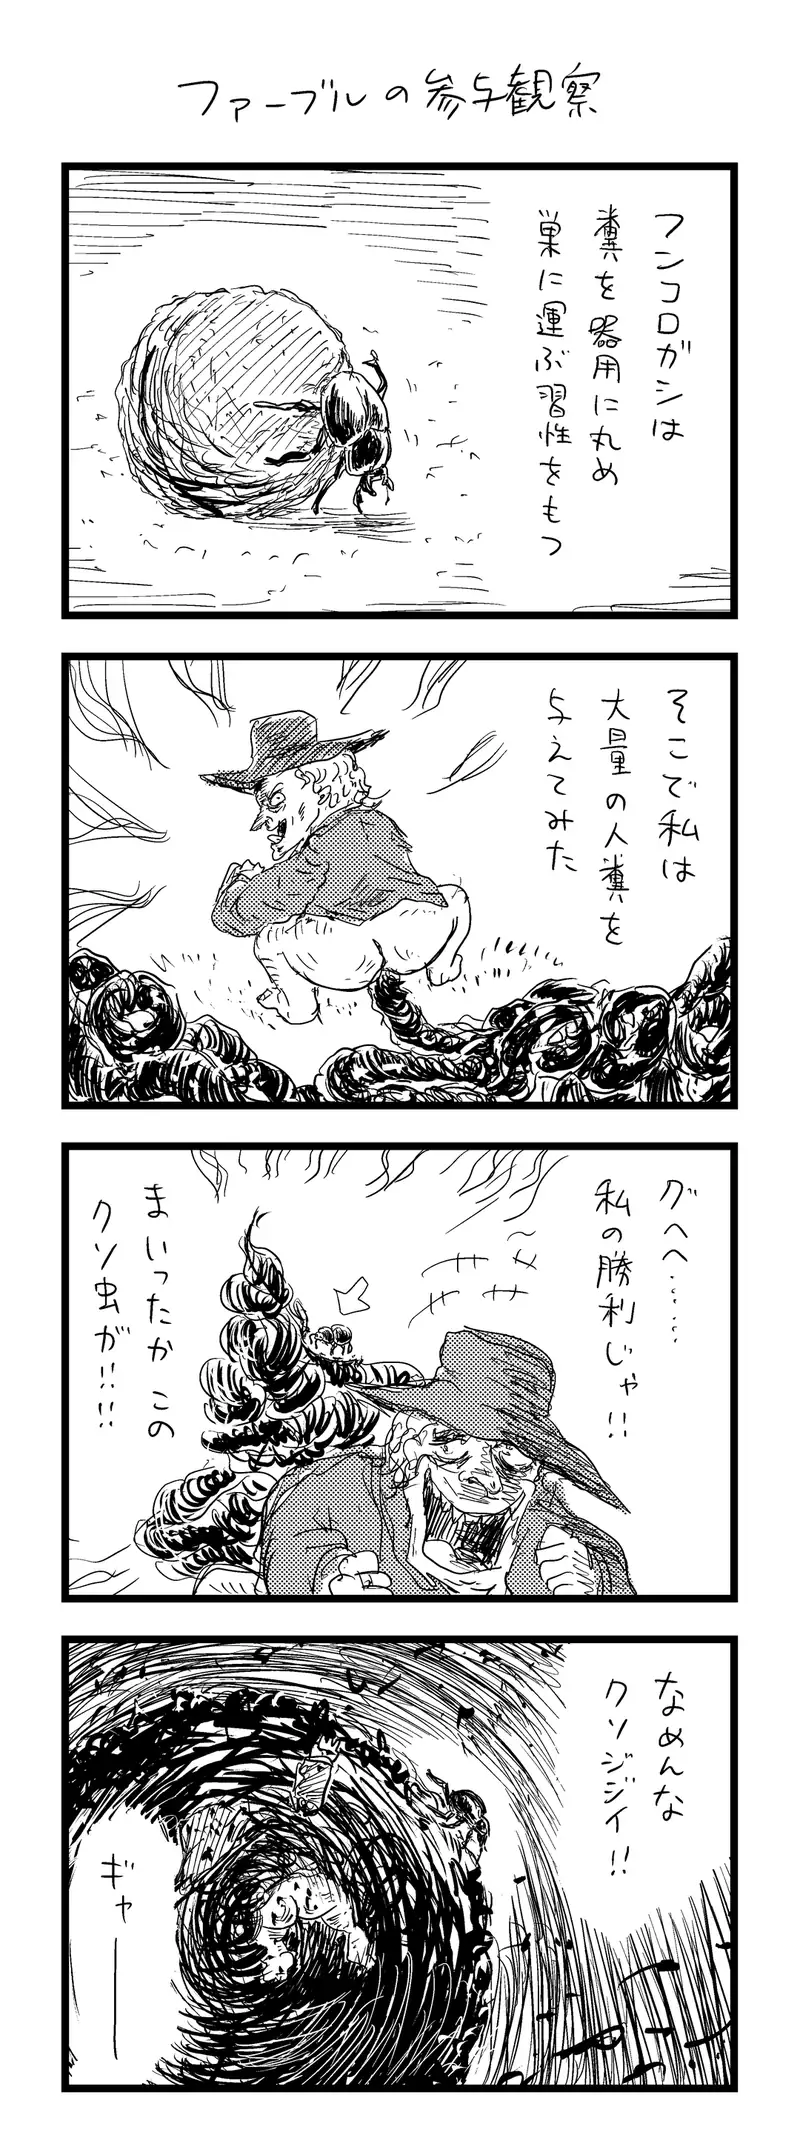 ファーブルの参与観察
フンコロガシは
糞を器用に丸め
巣に運ぶ習性をもつ
そこで私は
大量の人糞を
与えてみた
グヘヘ……
私の勝利じゃ!!
まいったか この
クソ虫が!!!
なめんな
クソジジイ!!
ギャー